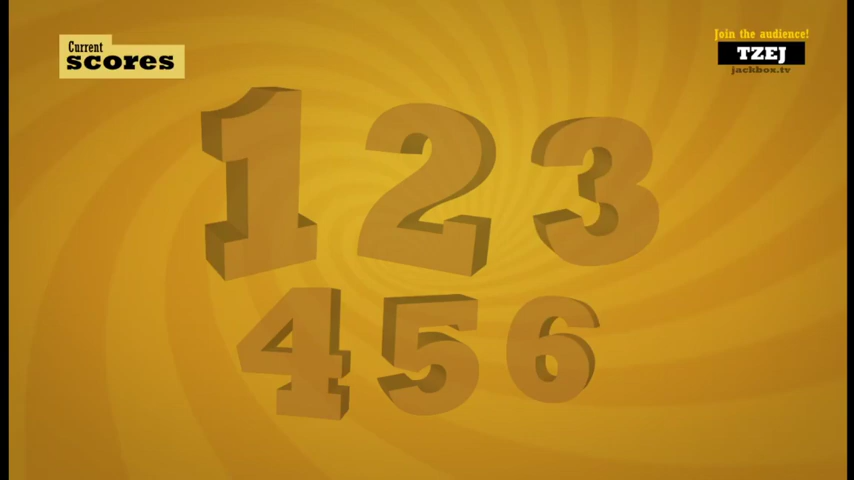 Current
scores
Join the audience!
TZEJ
jackbox.tv
1 2 3
4 5 6